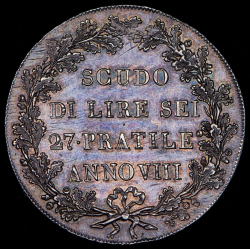 SCUDO
DI LIRE SEI
27·PRATILE
ANNO VIII